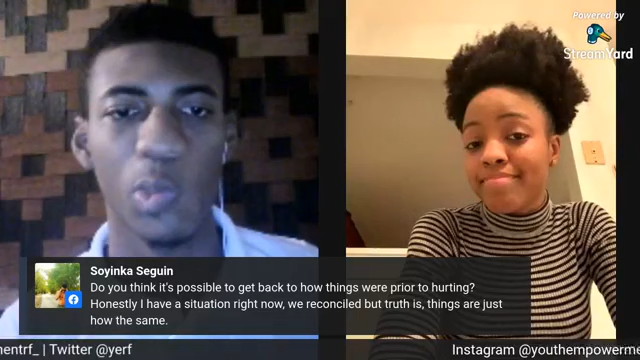 Powered by
StreamYard
Soyinka Seguin
Do you think it's possible to get back to how things were prior to hurting?
Honestly I have a situation right now, we reconciled but truth is, things are just
how the same.
nentrf_ | Twitter @yerf
Instagram @youthempowerme